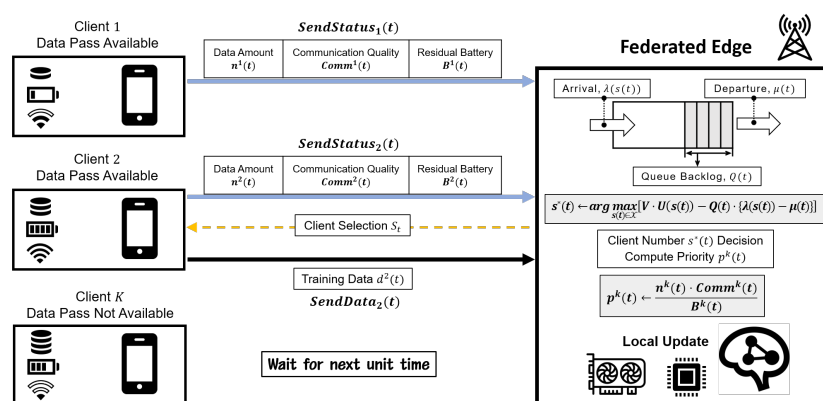 Client 1
Data Pass Available
SendStatus₁(t)
Data Amount
n¹(t)
Communication Quality
Comm¹(t)
Residual Battery
B¹(t)
Client 2
Data Pass Available
SendStatus₂(t)
Data Amount
n²(t)
Communication Quality
Comm²(t)
Residual Battery
B²(t)
Client Selection Sₜ
Training Data d²(t)
SendData₂(t)
Client K
Data Pass Not Available
Wait for next unit time
Federated Edge
Arrival, λ(s(t))
Departure, μ(t)
Queue Backlog, Q(t)
s*(t) ← arg max[V · U(s(t)) − Q(t) · {λ(s(t)) − μ(t)}]
s(t)∈X
Client Number s*(t) Decision
Compute Priority pᵏ(t)
pᵏ(t) ← nᵏ(t) · Commᵏ(t)
Bᵏ(t)
Local Update